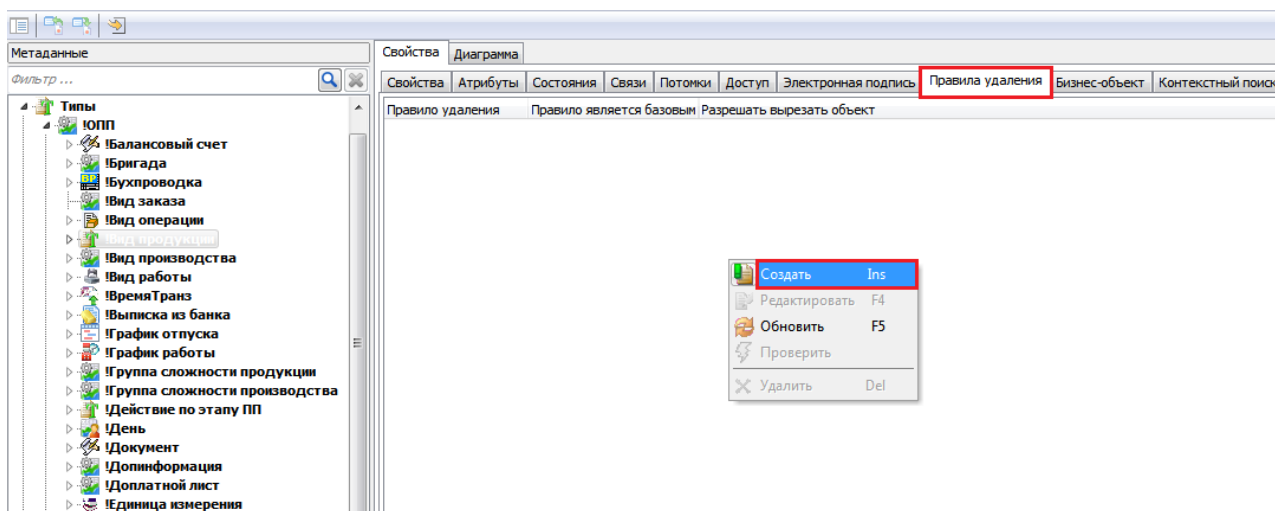 Метаданные
Свойства Диаграмма
Фильтр ...
Свойства Атрибуты Состояния Связи Потомки Доступ Электронная подпись Правила удаления Бизнес-объект Контекстный поиск
Правило удаления Правило является базовым Разрешать вырезать объект
Типы
!ОПП
!Балансовый счет
!Бригада
!Бухпроводка
!Вид заказа
!Вид операции
!Вид продукции
!Вид производства
!Вид работы
!ВремяТранз
!Выписка из банка
!График отпуска
!График работы
!Группа сложности продукции
!Группа сложности производства
!Действие по этапу ПП
!День
!Документ
!Допинформация
!Доплатной лист
!Единица измерения
Создать Ins
Редактировать F4
Обновить F5
Проверить
Удалить Del